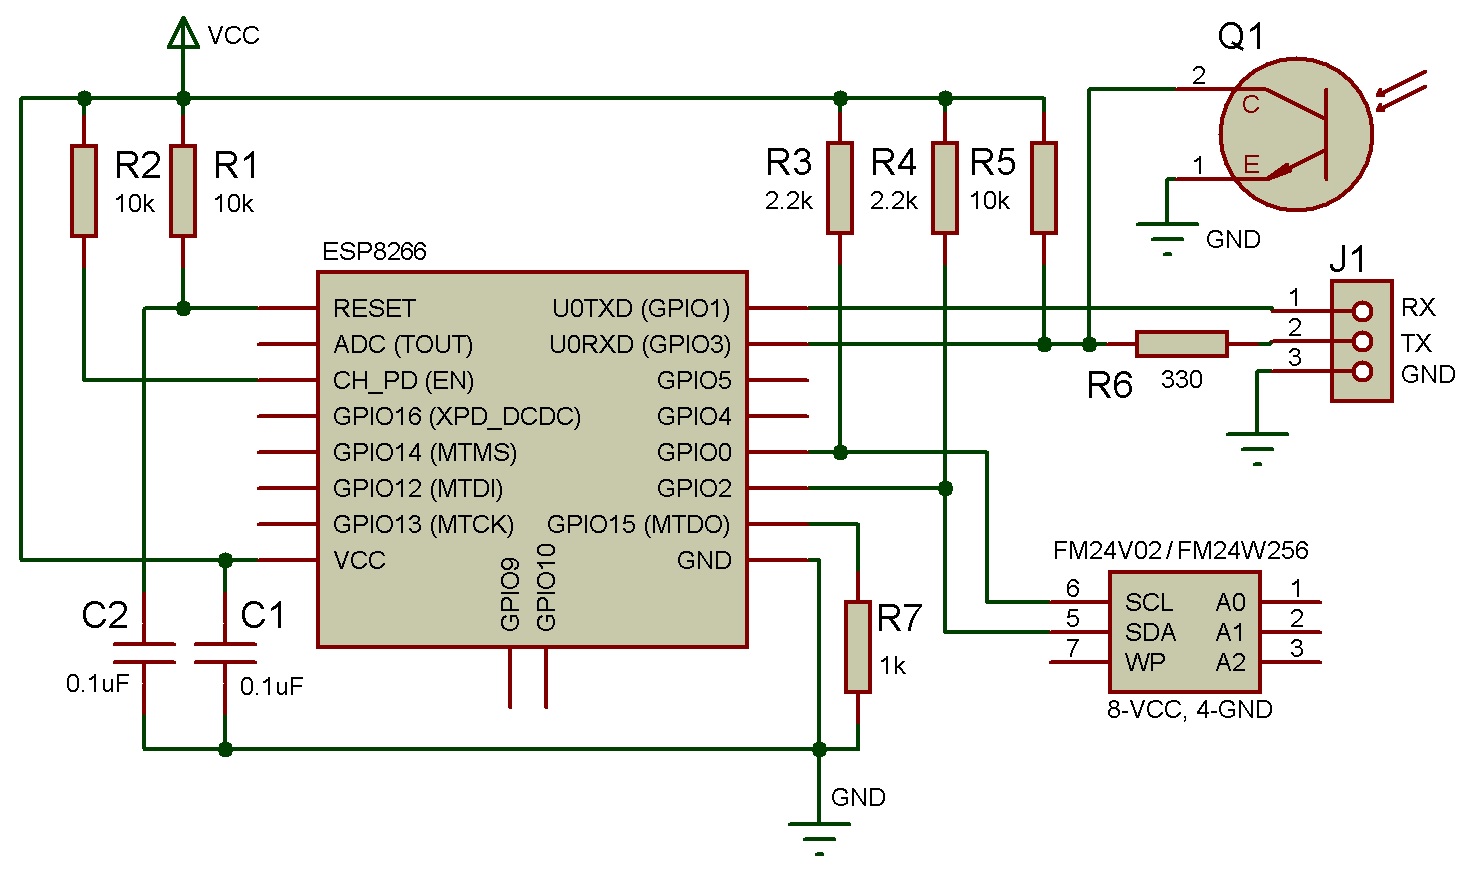 VCC
Q1
2
C
1
E
GND
R2
10k
R1
10k
R3
2.2k
R4
2.2k
R5
10k
ESP8266
RESET
ADC (TOUT)
CH_PD (EN)
GPIO16 (XPD_DCDC)
GPIO14 (MTMS)
GPIO12 (MTDI)
GPIO13 (MTCK)
VCC
U0TXD (GPIO1)
U0RXD (GPIO3)
GPIO5
GPIO4
GPIO0
GPIO2
GPIO15 (MTDO)
GND
GPIO9
GPIO10
J1
1
RX
2
TX
3
GND
R6
330
C2
0.1uF
C1
0.1uF
R7
1k
FM24V02/FM24W256
6
SCL
A0
1
5
SDA
A1
2
7
WP
A2
3
8-VCC, 4-GND
GND